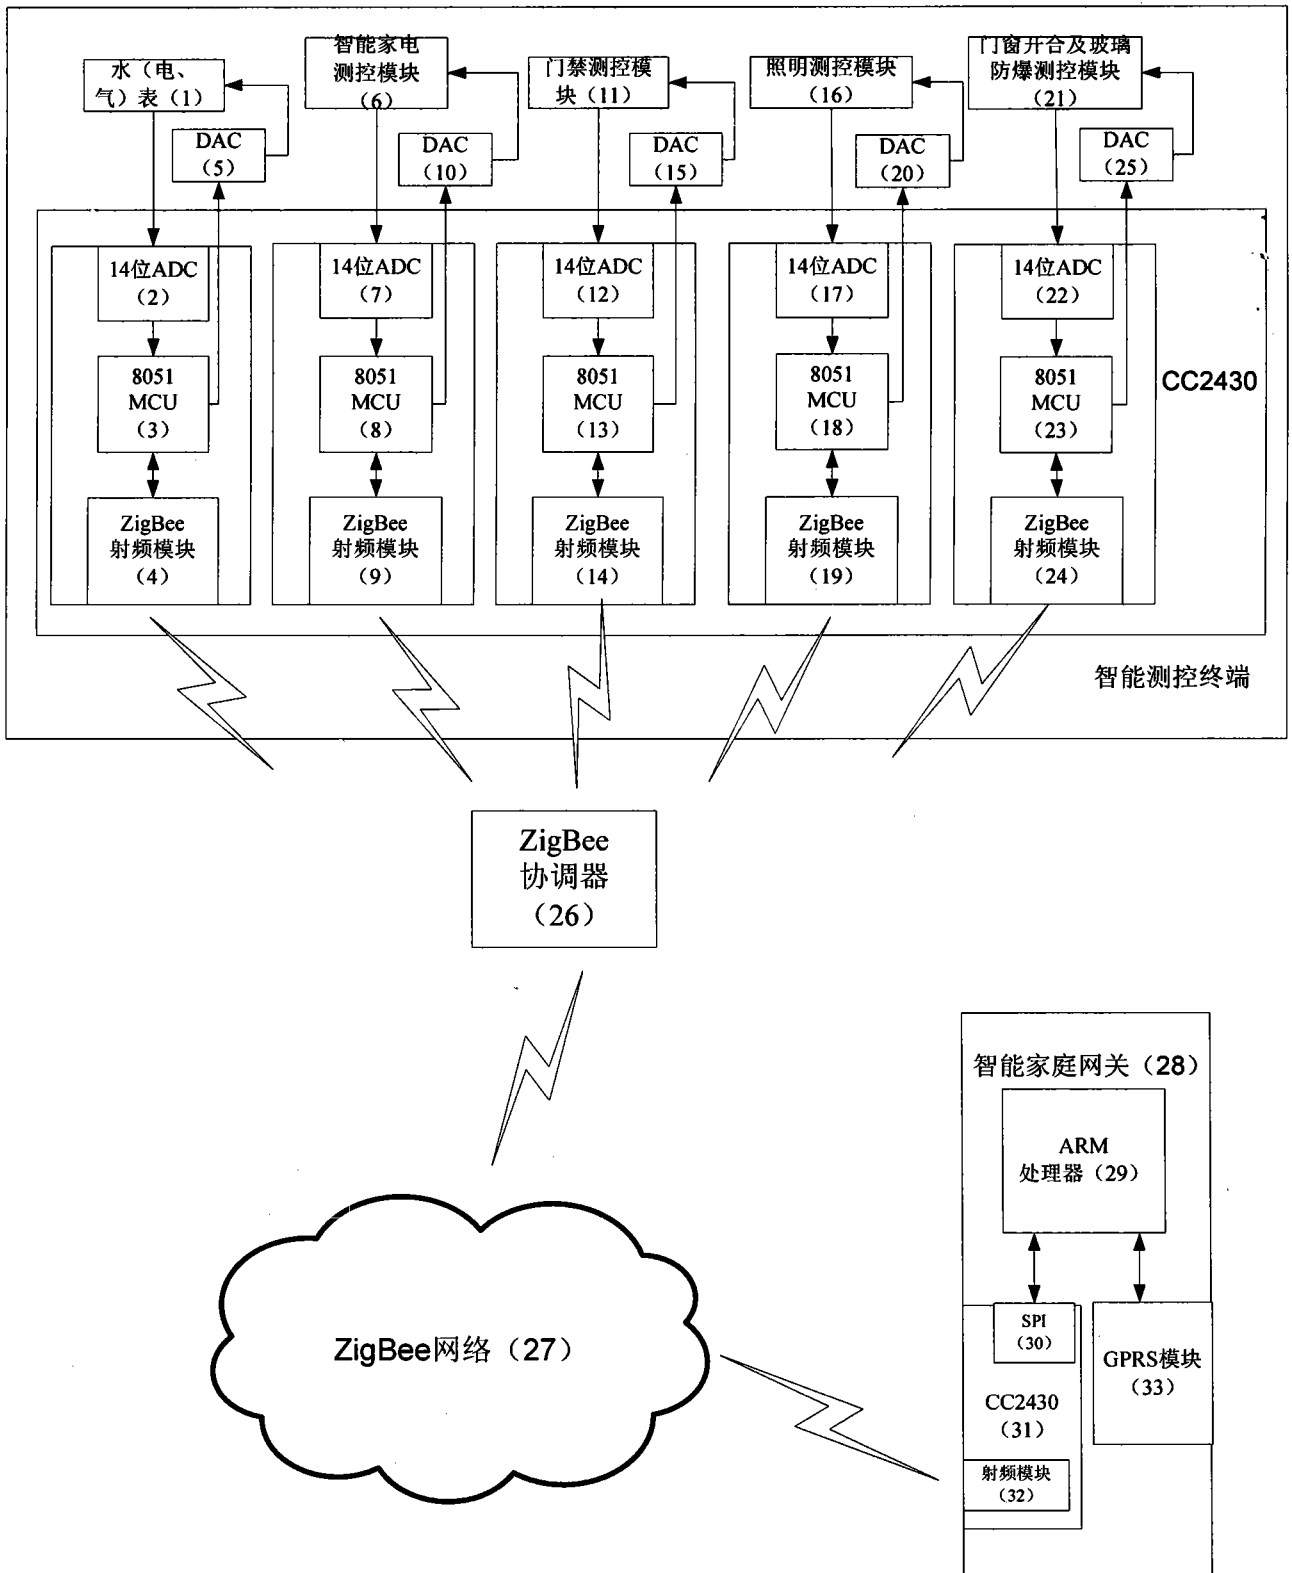 水（电、
气）表（1）
DAC
（5）
智能家电
测控模块
（6）
DAC
（10）
门禁测控模
块（11）
DAC
（15）
照明测控模块
（16）
DAC
（20）
门窗开合及玻璃
防爆测控模块
（21）
DAC
（25）
14位ADC
（2）
8051
MCU
（3）
ZigBee
射频模块
（4）
14位ADC
（7）
8051
MCU
（8）
ZigBee
射频模块
（9）
14位ADC
（12）
8051
MCU
（13）
ZigBee
射频模块
（14）
14位ADC
（17）
8051
MCU
（18）
ZigBee
射频模块
（19）
14位ADC
（22）
8051
MCU
（23）
ZigBee
射频模块
（24）
CC2430
智能测控终端
ZigBee
协调器
（26）
ZigBee网络（27）
智能家庭网关（28）
ARM
处理器（29）
SPI
（30）
CC2430
（31）
射频模块
（32）
GPRS模块
（33）